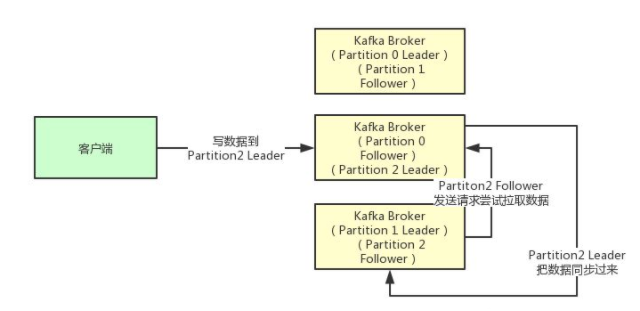 Kafka Broker
( Partition 0 Leader )
( Partition 1
Follower )
客户端
写数据到
Partition2 Leader
Kafka Broker
( Partition 0
Follower )
( Partition 2 Leader )
Partiton2 Follower
发送请求尝试拉取数据
Kafka Broker
( Partition 1 Leader )
( Partition 2
Follower )
Partition2 Leader
把数据同步过来